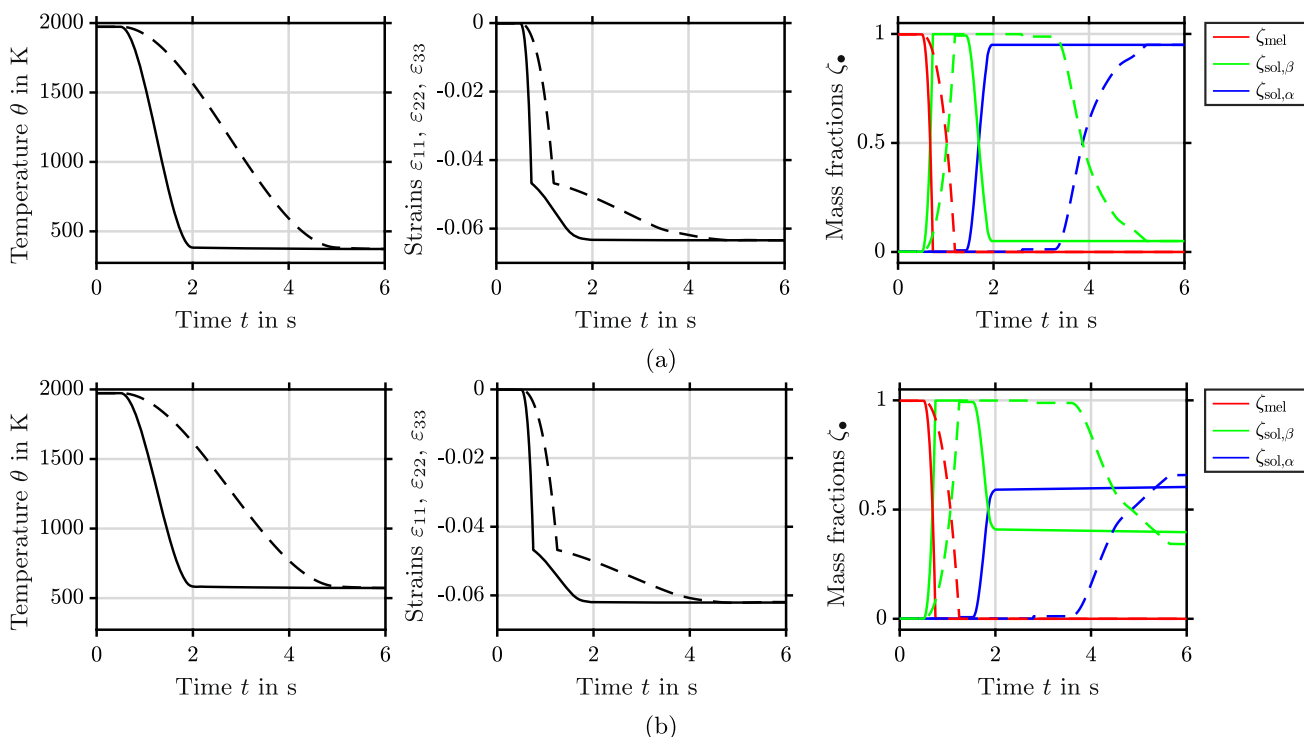 Temperature θ in K
2000
1500
1000
500
0 2 4 6
Time t in s
Strains ε11, ε22, ε33
0
-0.02
-0.04
-0.06
0 2 4 6
Time t in s
Mass fractions ζ•
1
0.5
0
0 2 4 6
Time t in s
ζmel
ζsol,β
ζsol,α
(a)
Temperature θ in K
2000
1500
1000
500
0 2 4 6
Time t in s
Strains ε11, ε22, ε33
0
-0.02
-0.04
-0.06
0 2 4 6
Time t in s
Mass fractions ζ•
1
0.5
0
0 2 4 6
Time t in s
ζmel
ζsol,β
ζsol,α
(b)